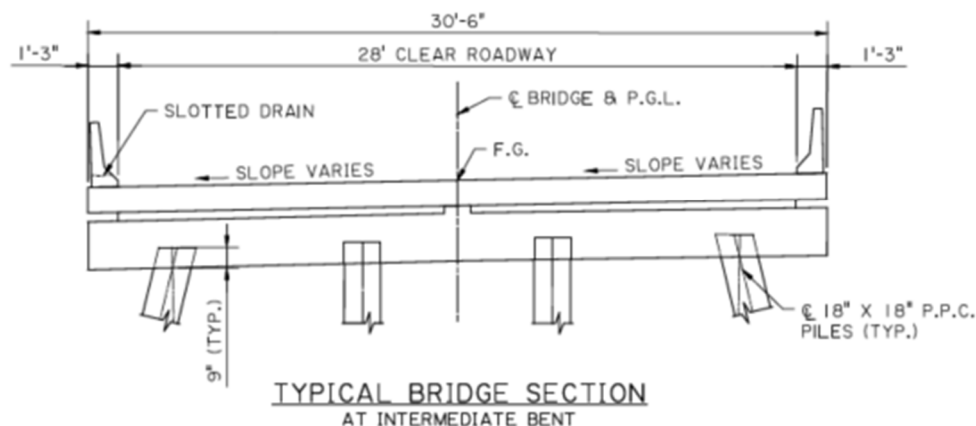 30'-6"
1'-3"
28' CLEAR ROADWAY
1'-3"
SLOTTED DRAIN
℄ BRIDGE & P.G.L.
F.G.
SLOPE VARIES
SLOPE VARIES
9" (TYP.)
℄ 18" X 18" P.P.C.
PILES (TYP.)
TYPICAL BRIDGE SECTION
AT INTERMEDIATE BENT